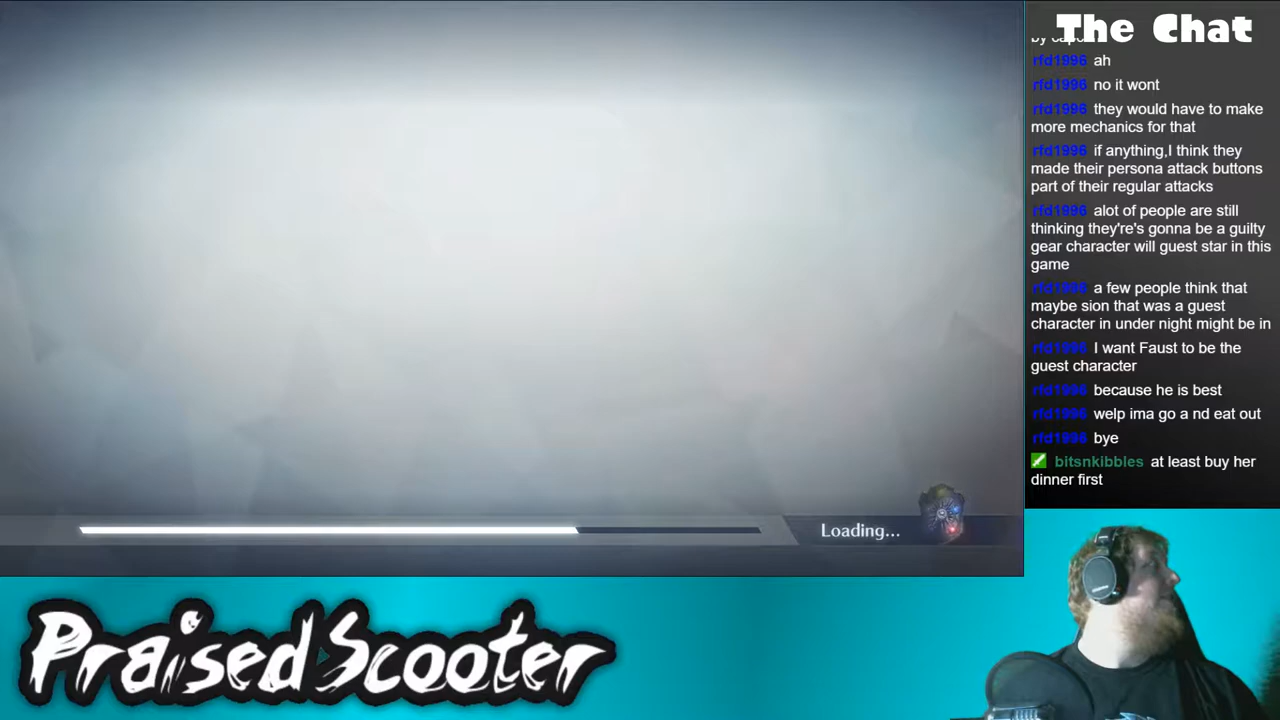 The Chat
by
rfd1996 ah
rfd1996 no it wont
rfd1996 they would have to make
more mechanics for that
rfd1996 if anything,I think they
made their persona attack buttons
part of their regular attacks
rfd1996 alot of people are still
thinking they're's gonna be a guilty
gear character will guest star in this
game
rfd1996 a few people think that
maybe sion that was a guest
character in under night might be in
rfd1996 I want Faust to be the
guest character
rfd1996 because he is best
rfd1996 welp ima go a nd eat out
rfd1996 bye
bitsnkibbles at least buy her
dinner first
Loading...
PraisedScooter